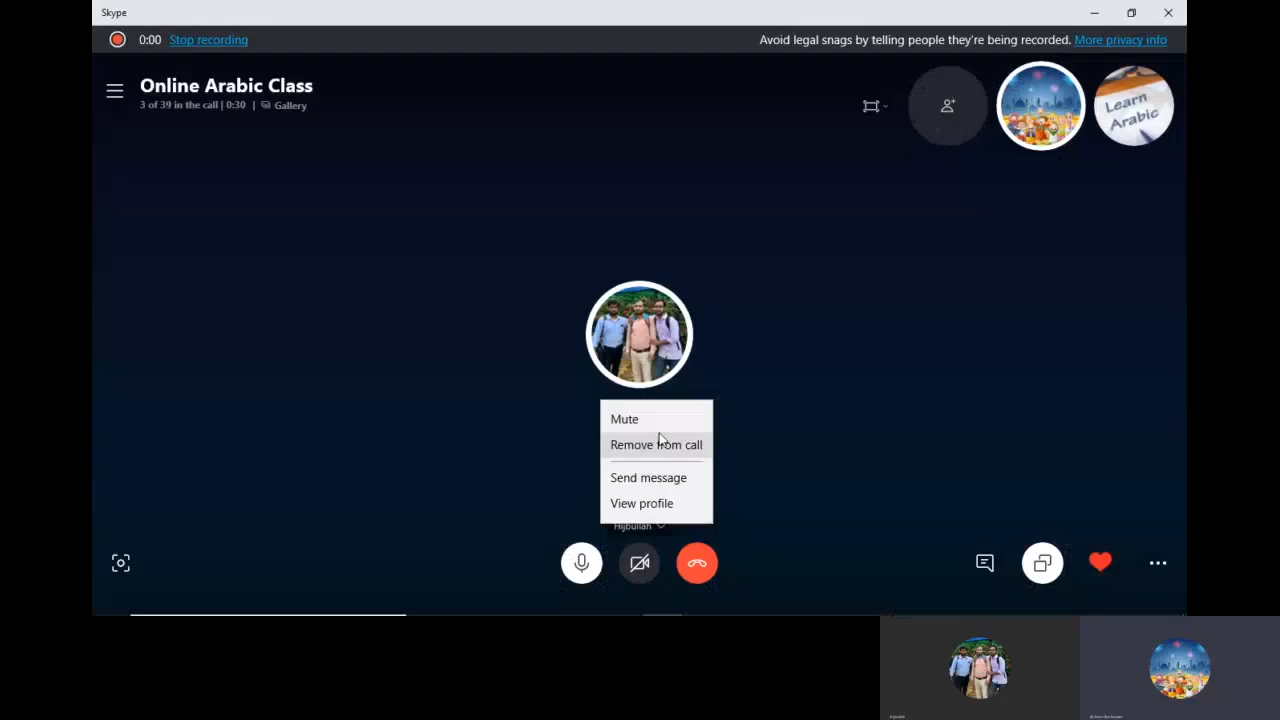 Skype
0:00 Stop recording
Avoid legal snags by telling people they're being recorded. More privacy info
Online Arabic Class
3 of 39 in the call | 0:30 | Gallery
Learn
Arabic
Mute
Remove from call
Send message
View profile
Hijbullah
Hijbullah